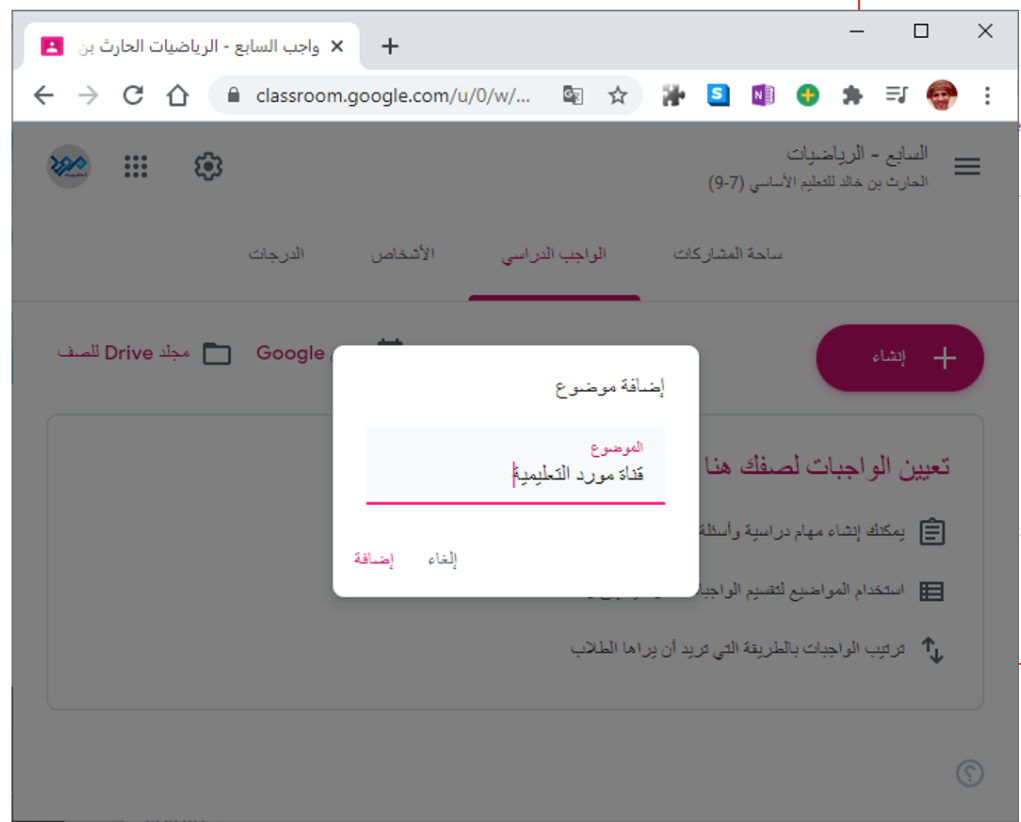 واجب السابع - الرياضيات الحارث بن
classroom.google.com/u/0/w/...
السابع - الرياضيات
الحارث بن خالد للتعليم الأساسي (7-9)
ساحة المشاركات
الواجب الدراسي
الأشخاص
الدرجات
إنشاء
Google
مجلد Drive للصف
إضافة موضوع
الموضوع
قناة مورد التعليمية
إلغاء
إضافة
تعيين الواجبات لصفك هنا
يمكنك إنشاء مهام دراسية وأسئلة
استخدام المواضيع لتقسيم
ترتيب الواجبات بالطريقة التي تريد أن يراها الطلاب